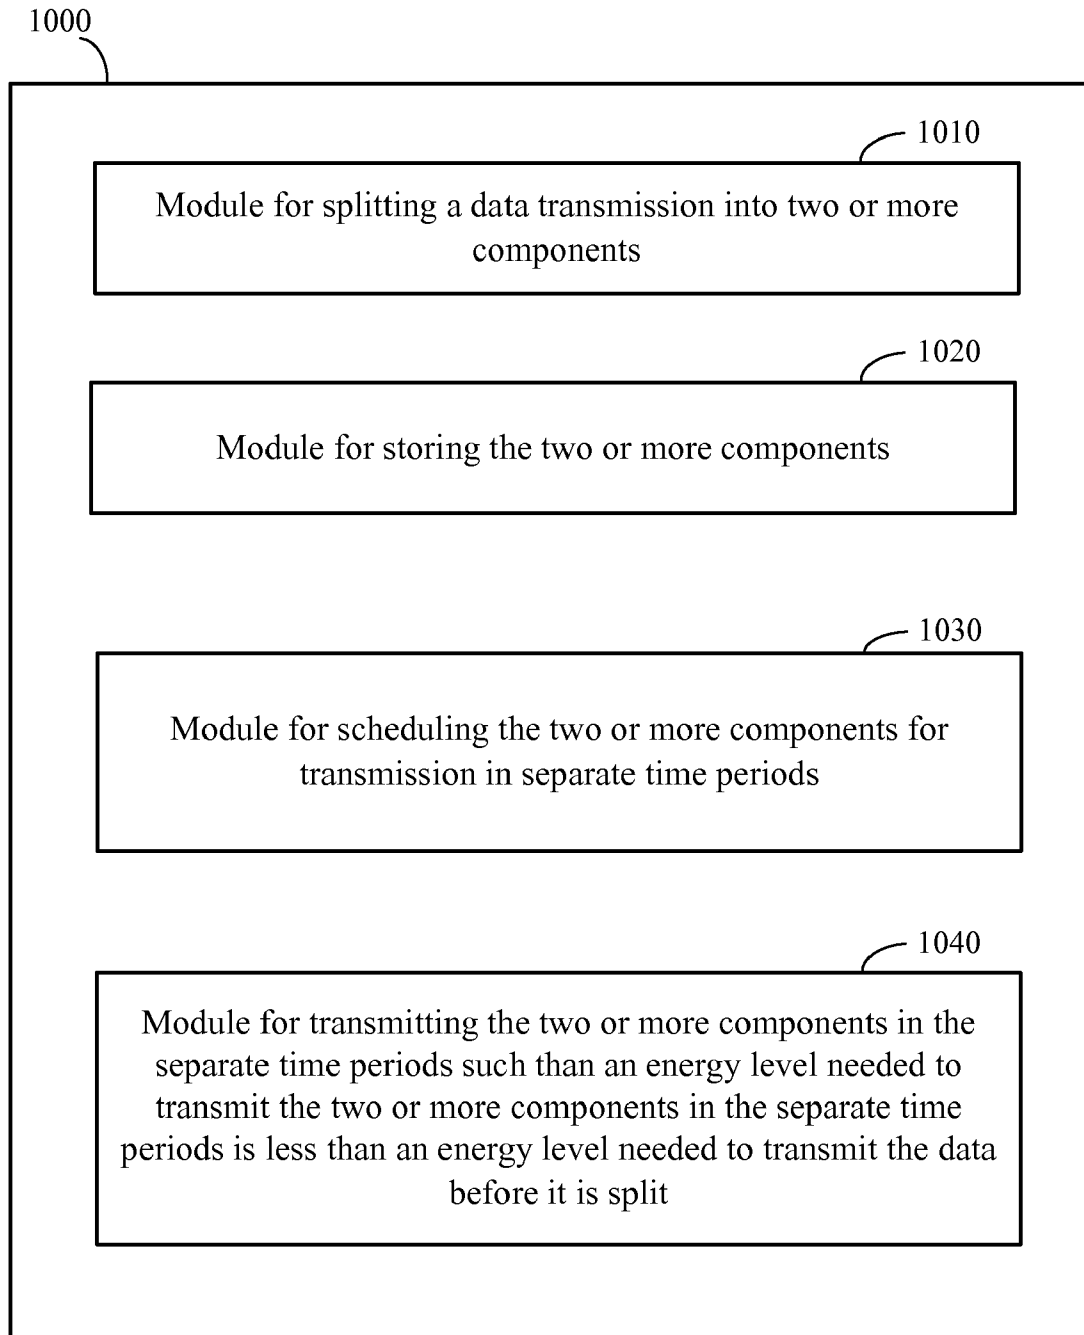 1000
1010
Module for splitting a data transmission into two or more
components
1020
Module for storing the two or more components
1030
Module for scheduling the two or more components for
transmission in separate time periods
1040
Module for transmitting the two or more components in the
separate time periods such than an energy level needed to
transmit the two or more components in the separate time
periods is less than an energy level needed to transmit the data
before it is split